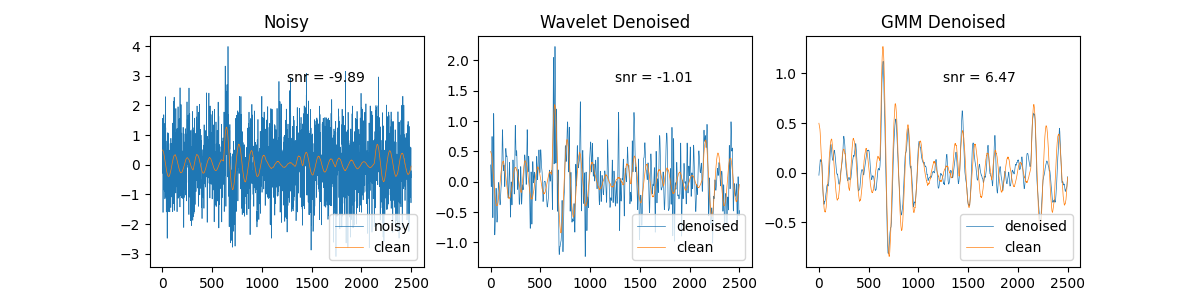 Noisy
snr = -9.89
4
3
2
1
0
−1
−2
−3
0 500 1000 1500 2000 2500
noisy
clean
Wavelet Denoised
snr = -1.01
2.0
1.5
1.0
0.5
0.0
−0.5
−1.0
0 500 1000 1500 2000 2500
denoised
clean
GMM Denoised
snr = 6.47
1.0
0.5
0.0
−0.5
0 500 1000 1500 2000 2500
denoised
clean